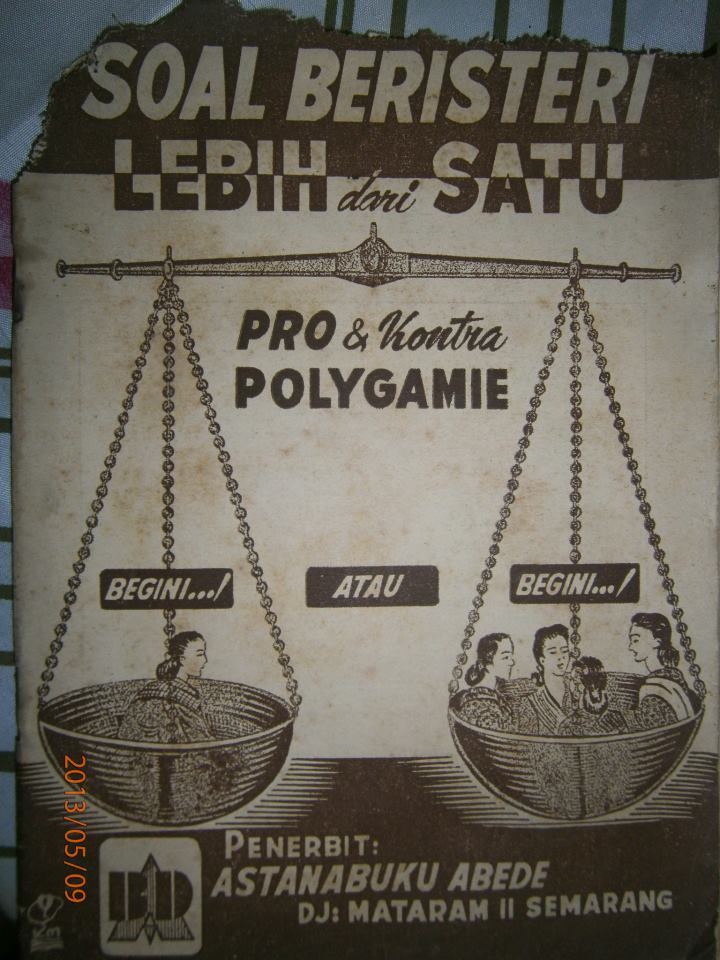 SOAL BERISTERI
LEBIH dari SATU
PRO & Kontra
POLYGAMIE
BEGINI...!
ATAU
BEGINI...!
PENERBIT:
ASTANABUKU ABEDE
DJ: MATARAM II SEMARANG
2013/05/09